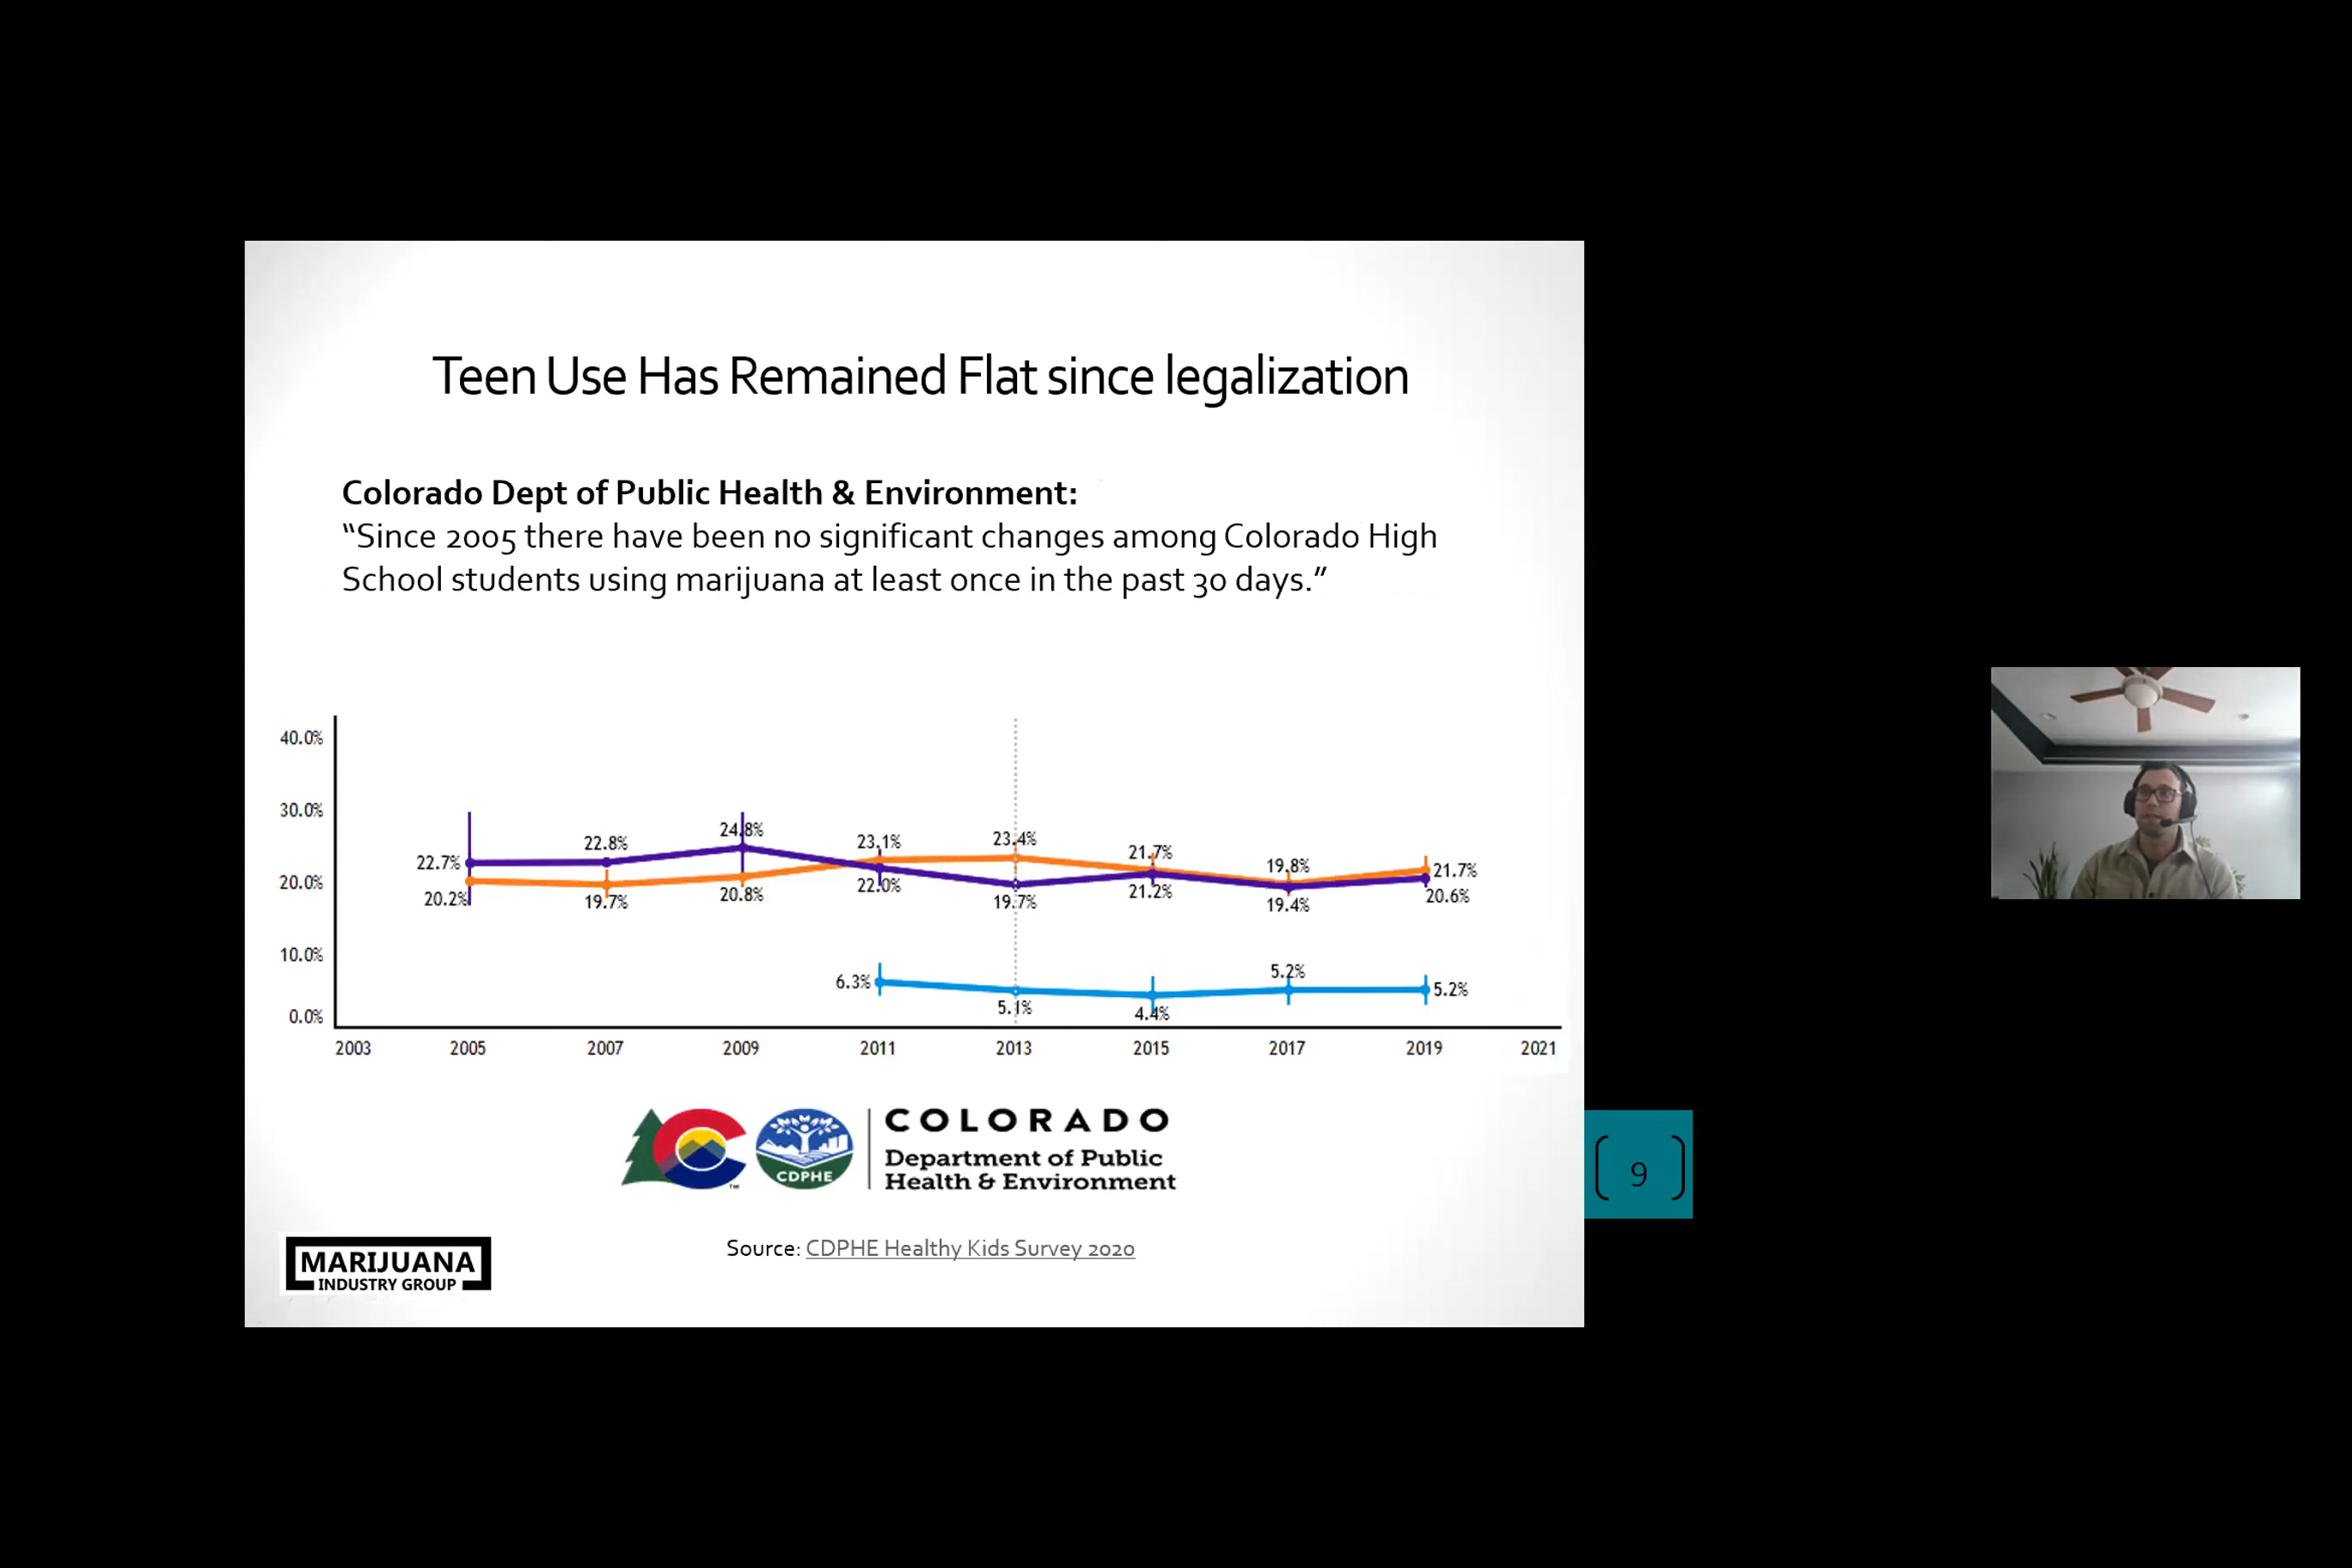 Teen Use Has Remained Flat since legalization
Colorado Dept of Public Health & Environment:
“Since 2005 there have been no significant changes among Colorado High
School students using marijuana at least once in the past 30 days.”
40.0%
30.0%
20.0%
10.0%
0.0%
22.7%
22.8%
24.8%
23.1%
23.4%
21.7%
19.8%
21.7%
20.2%
19.7%
20.8%
22.0%
19.7%
21.2%
19.4%
20.6%
6.3%
5.1%
4.4%
5.2%
5.2%
2003 2005 2007 2009 2011 2013 2015 2017 2019 2021
CDPHE
TM
COLORADO
Department of Public
Health & Environment
9
Source: CDPHE Healthy Kids Survey 2020
MARIJUANA
INDUSTRY GROUP